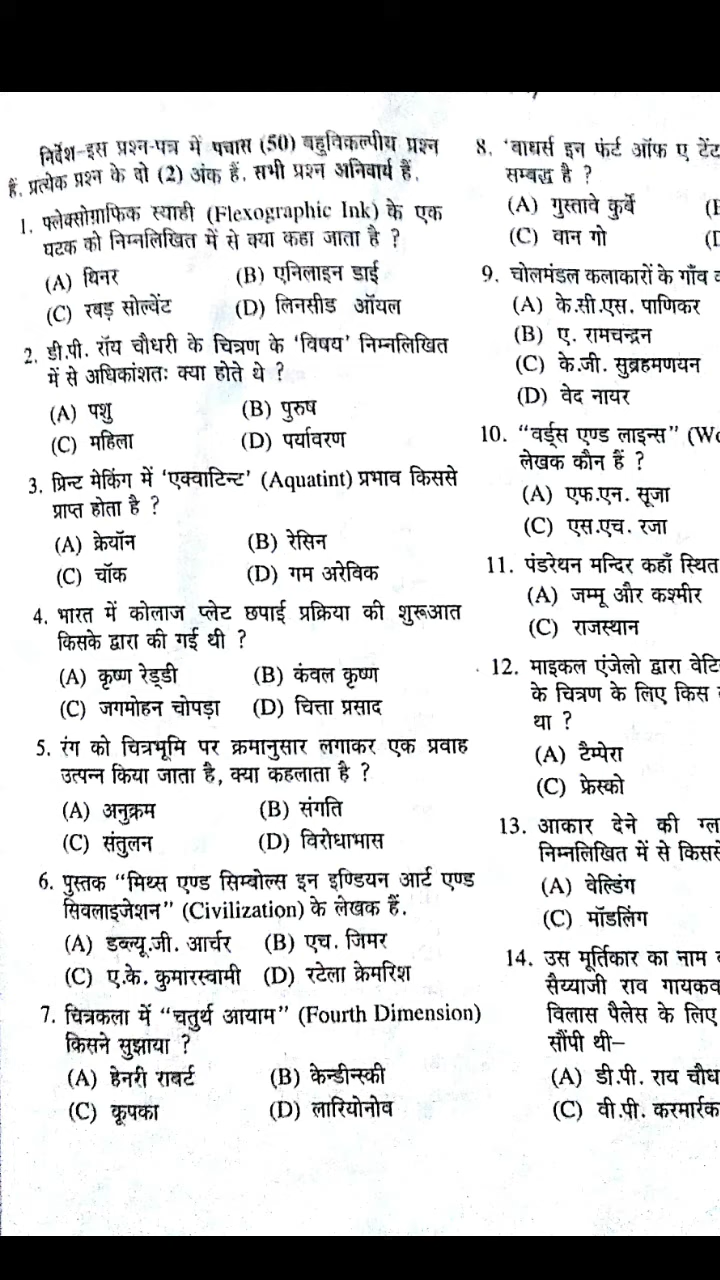 निर्देश–इस प्रश्न-पत्र में पचास (50) बहुविकल्पीय प्रश्न
हैं. प्रत्येक प्रश्न के दो (2) अंक हैं. सभी प्रश्न अनिवार्य हैं.
1. फ्लेक्सोग्राफिक स्याही (Flexographic Ink) के एक
घटक को निम्नलिखित में से क्या कहा जाता है ?
(A) थिनर (B) एनिलाइन डाई
(C) रबड़ सोल्वेंट (D) लिनसीड ऑयल
2. डी.पी. रॉय चौधरी के चित्रण के ‘विषय’ निम्नलिखित
में से अधिकांशतः क्या होते थे ?
(A) पशु (B) पुरुष
(C) महिला (D) पर्यावरण
3. प्रिन्ट मेकिंग में ‘एक्वाटिन्ट’ (Aquatint) प्रभाव किससे
प्राप्त होता है ?
(A) क्रेयॉन (B) रेसिन
(C) चॉक (D) गम अरेविक
4. भारत में कोलाज प्लेट छपाई प्रक्रिया की शुरूआत
किसके द्वारा की गई थी ?
(A) कृष्ण रेड्डी (B) कंवल कृष्ण
(C) जगमोहन चोपड़ा (D) चित्ता प्रसाद
5. रंग को चित्रभूमि पर क्रमानुसार लगाकर एक प्रवाह
उत्पन्न किया जाता है, क्या कहलाता है ?
(A) अनुक्रम (B) संगति
(C) संतुलन (D) विरोधाभास
6. पुस्तक “मिथ्स एण्ड सिम्बोल्स इन इण्डियन आर्ट एण्ड
सिवलाइजेशन” (Civilization) के लेखक हैं.
(A) डब्ल्यू.जी. आर्चर (B) एच. जिमर
(C) ए.के. कुमारस्वामी (D) स्टेला क्रेमरिश
7. चित्रकला में “चतुर्थ आयाम” (Fourth Dimension)
किसने सुझाया ?
(A) हेनरी राबर्ट (B) केन्डीन्स्की
(C) कूपका (D) लारियोनोव
8. ‘बाथर्स इन फंर्ट ऑफ ए टेंट
सम्बद्ध है ?
(A) गुस्तावे कुर्बे
(C) वान गो
9. चोलमंडल कलाकारों के गाँव
(A) के.सी.एस. पाणिकर
(B) ए. रामचन्द्रन
(C) के.जी. सुब्रहमणयन
(D) वेद नायर
10. “वर्ड्स एण्ड लाइन्स” (Wo
लेखक कौन हैं ?
(A) एफ.एन. सूजा
(C) एस.एच. रजा
11. पंडरेथन मन्दिर कहाँ स्थित
(A) जम्मू और कश्मीर
(C) राजस्थान
12. माइकल एंजेलो द्वारा वेटि
के चित्रण के लिए किस
था ?
(A) टैम्पेरा
(C) फ्रेस्को
13. आकार देने की ग्ल
निम्नलिखित में से किससे
(A) वेल्डिंग
(C) मॉडलिंग
14. उस मूर्तिकार का नाम
सैय्याजी राव गायकव
विलास पैलेस के लिए
सौंपी थी–
(A) डी.पी. राय चौध
(C) वी.पी. करमार्रक